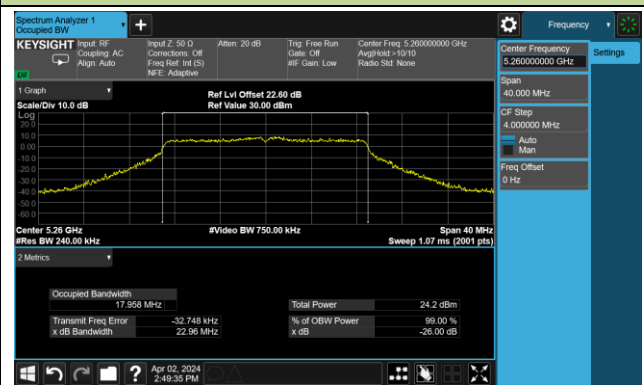 Spectrum Analyzer 1
Occupied BW
Frequency
KEYSIGHT
Input: RF
Coupling: AC
Align: Auto
Input Z: 50 Ω
Corrections: Off
Freq Ref: Int (S)
NFE: Adaptive
Atten: 20 dB
Trig: Free Run
Gate: Off
#IF Gain: Low
Center Freq: 5.260000000 GHz
Avg|Hold:>10/10
Radio Std: None
Center Frequency
5.260000000 GHz
Settings
Span
40.000 MHz
CF Step
4.000000 MHz
Auto
Man
Freq Offset
0 Hz
1 Graph
Scale/Div 10.0 dB
Ref Lvl Offset 22.60 dB
Ref Value 30.00 dBm
Log
20.0
10.0
0.00
-10.0
-20.0
-30.0
-40.0
-50.0
-60.0
Center 5.26 GHz
#Video BW 750.00 kHz
Span 40 MHz
#Res BW 240.00 kHz
Sweep 1.07 ms (2001 pts)
2 Metrics
Occupied Bandwidth
17.958 MHz
Total Power 24.2 dBm
Transmit Freq Error -32.748 kHz
% of OBW Power 99.00 %
x dB Bandwidth 22.96 MHz
x dB -26.00 dB
?
Apr 02, 2024
2:49:35 PM